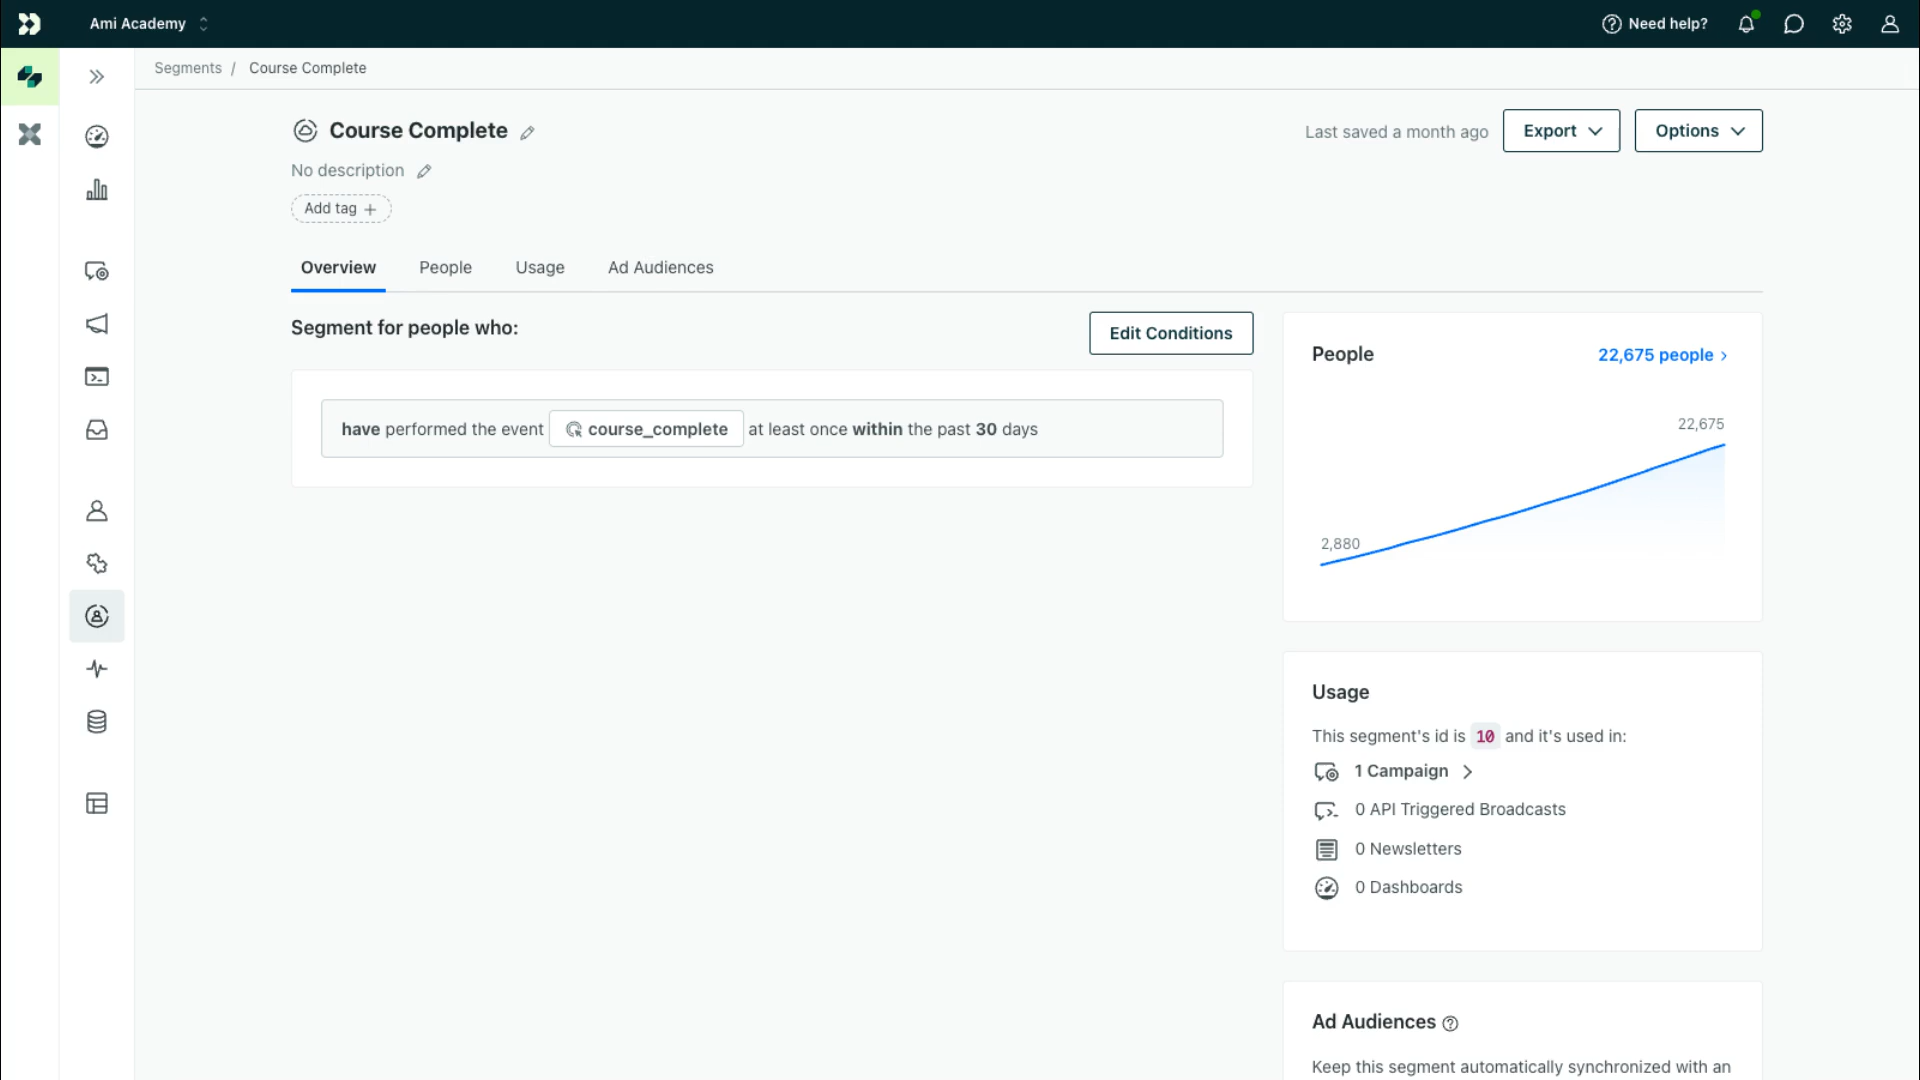 Ami Academy
Need help?
Segments / Course Complete
Course Complete
Last saved a month ago
Export
Options
No description
Add tag +
Overview
People
Usage
Ad Audiences
Segment for people who:
Edit Conditions
have performed the event course_complete at least once within the past 30 days
People
22,675 people >
22,675
2,880
Usage
This segment's id is 10 and it's used in:
1 Campaign >
0 API Triggered Broadcasts
0 Newsletters
0 Dashboards
Ad Audiences ?
Keep this segment automatically synchronized with an